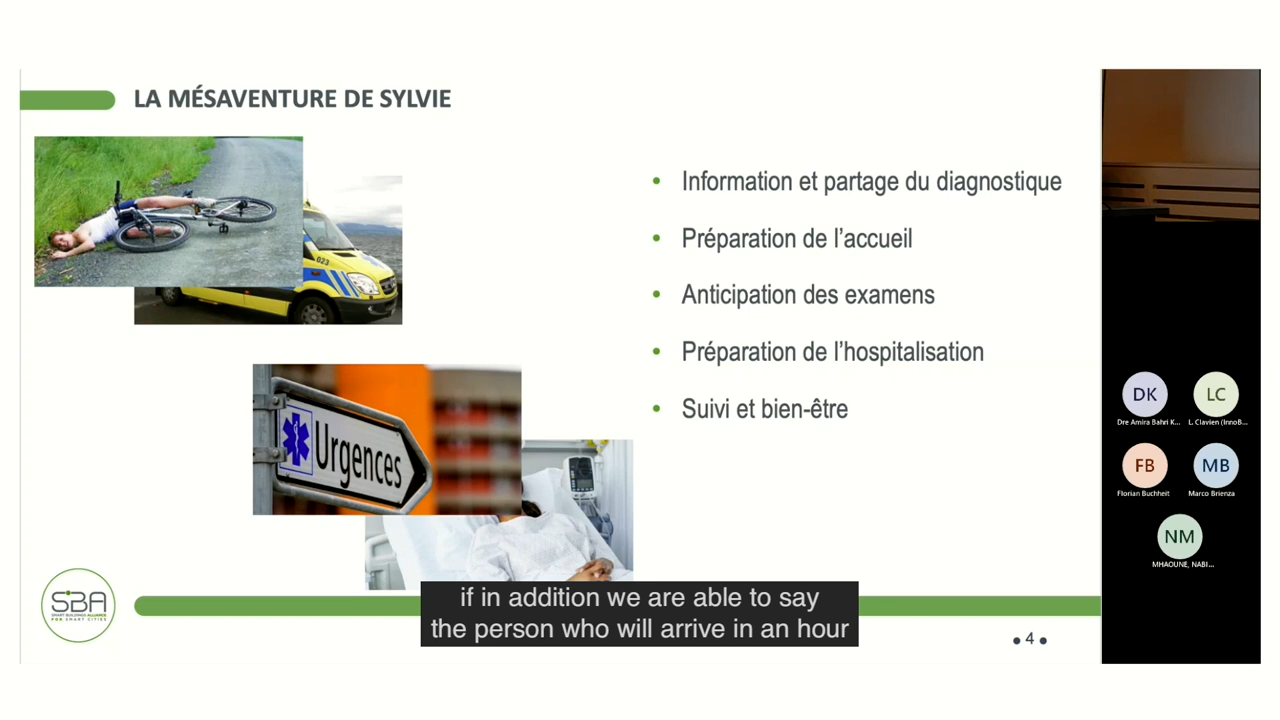 LA MÉSAVENTURE DE SYLVIE
023
Urgences
• Information et partage du diagnostique
• Préparation de l'accueil
• Anticipation des examens
• Préparation de l'hospitalisation
• Suivi et bien-être
SBA
SMART BUILDINGS ALLIANCE
FOR SMART CITIES
if in addition we are able to say
the person who will arrive in an hour
• 4 •
DK
LC
Dre Amira Bahri K...
L. Clavien (InnoB...
FB
MB
Florian Buchheit
Marco Brienza
NM
MHAOUNE, NABI...